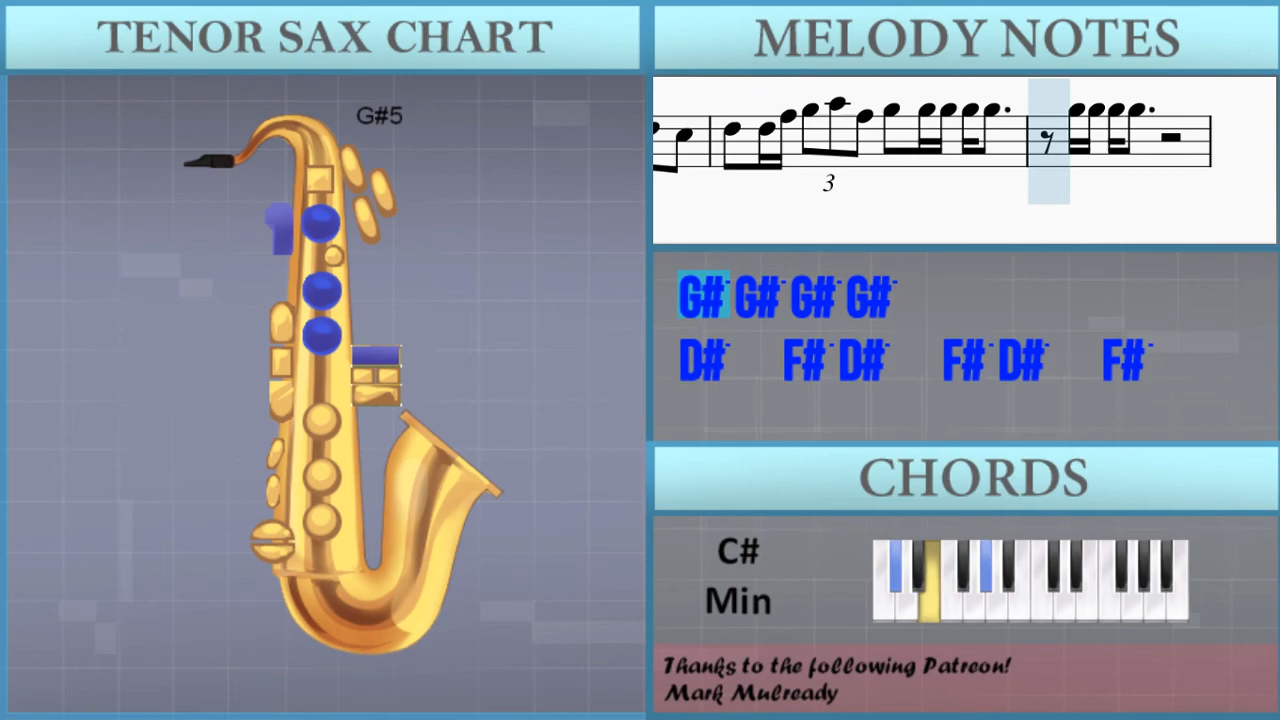 TENOR SAX CHART
G#5
MELODY NOTES
3
G#- G#- G#- G#-
D#- F#- D#- F#- D#- F#-
CHORDS
C#
Min
Thanks to the following Patreon!
Mark Mulready